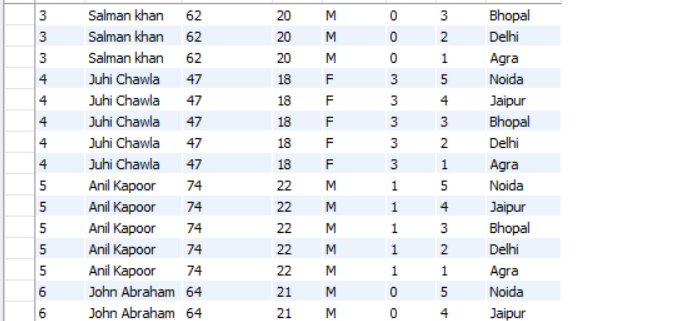 3 Salman khan 62 20 M 0 3 Bhopal
3 Salman khan 62 20 M 0 2 Delhi
3 Salman khan 62 20 M 0 1 Agra
4 Juhi Chawla 47 18 F 3 5 Noida
4 Juhi Chawla 47 18 F 3 4 Jaipur
4 Juhi Chawla 47 18 F 3 3 Bhopal
4 Juhi Chawla 47 18 F 3 2 Delhi
4 Juhi Chawla 47 18 F 3 1 Agra
5 Anil Kapoor 74 22 M 1 5 Noida
5 Anil Kapoor 74 22 M 1 4 Jaipur
5 Anil Kapoor 74 22 M 1 3 Bhopal
5 Anil Kapoor 74 22 M 1 2 Delhi
5 Anil Kapoor 74 22 M 1 1 Agra
6 John Abraham 64 21 M 0 5 Noida
6 John Abraham 64 21 M 0 4 Jaipur